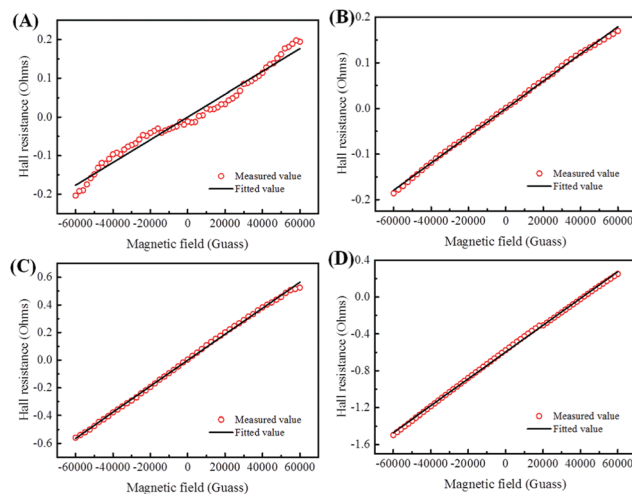 (A)
Hall resistance (Ohms)
0.2
0.1
0.0
-0.1
-0.2
Measured value
Fitted value
-60000 -40000 -20000 0 20000 40000 60000
Magnetic field (Guass)
(B)
Hall resistance (Ohms)
0.2
0.1
0.0
-0.1
-0.2
Measured value
Fitted value
-60000 -40000 -20000 0 20000 40000 60000
Magnetic field (Guass)
(C)
Hall resistance (Ohms)
0.6
0.4
0.2
0.0
-0.2
-0.4
-0.6
Measured value
Fitted value
-60000 -40000 -20000 0 20000 40000 60000
Magnetic field (Guass)
(D)
Hall resistance (Ohms)
0.4
0.0
-0.4
-0.8
-1.2
-1.6
Measured value
Fitted value
-60000 -40000 -20000 0 20000 40000 60000
Magnetic field (Guass)